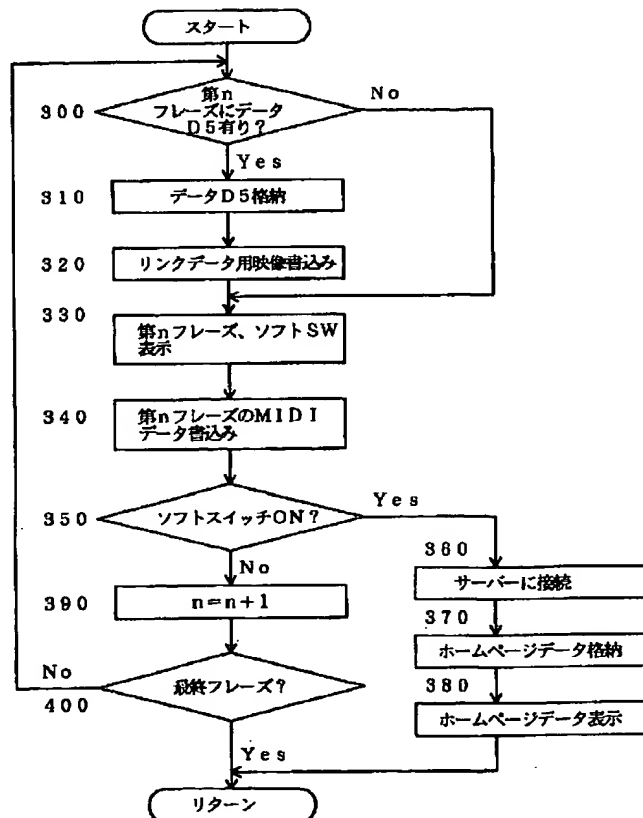 スタート
300
第n
フレーズにデータ
D5有り?
No
Yes
310
データD5格納
320
リンクデータ用映像書込み
330
第nフレーズ、ソフトSW
表示
340
第nフレーズのMIDI
データ書込み
350
ソフトスイッチON?
Yes
No
360
サーバーに接続
370
ホームページデータ格納
380
ホームページデータ表示
390
n=n+1
No
400
最終フレーズ?
Yes
リターン